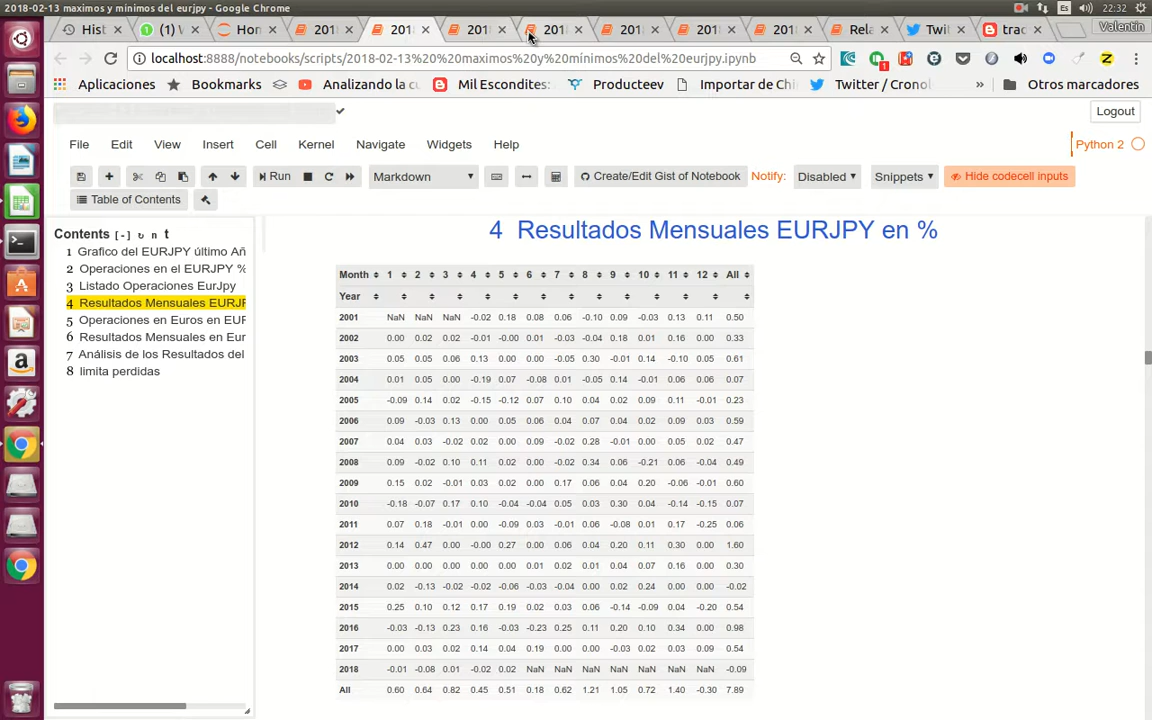 2018-02-13 maximos y minimos del eurjpy - Google Chrome
Es
22:32
Hist
(1) W
Hon
2018
2018
2018
2018
2018
2018
2018
Rela
Twit
trac
Valentin
localhost:8888/notebooks/scripts/2018-02-13%20%20maximos%20y%20minimos%20del%20eurjpy.ipynb
Aplicaciones
Bookmarks
Analizando la cu
Mil Escondites:
Producteev
Importar de Chi
Twitter / Cronol
»
Otros marcadores
Logout
File Edit View Insert Cell Kernel Navigate Widgets Help
Python 2
Run
Markdown
Create/Edit Gist of Notebook
Notify:
Disabled
Snippets
Hide codecell inputs
Table of Contents
Contents [-] ↻ n t
1 Grafico del EURJPY último Añ
2 Operaciones en el EURJPY %
3 Listado Operaciones EurJpy
4 Resultados Mensuales EURJF
5 Operaciones en Euros en EUF
6 Resultados Mensuales en Eur
7 Análisis de los Resultados del
8 limita perdidas
4 Resultados Mensuales EURJPY en %
Month 1 2 3 4 5 6 7 8 9 10 11 12 All
Year
2001 NaN NaN NaN -0.02 0.18 0.08 0.06 -0.10 0.09 -0.03 0.13 0.11 0.50
2002 0.00 0.02 0.02 -0.01 -0.00 0.01 -0.03 -0.04 0.18 0.01 0.16 0.00 0.33
2003 0.05 0.05 0.06 0.13 0.00 0.00 -0.05 0.30 -0.01 0.14 -0.10 0.05 0.61
2004 0.01 0.05 0.00 -0.19 0.07 -0.08 0.01 -0.05 0.14 -0.01 0.06 0.06 0.07
2005 -0.09 0.14 0.02 -0.15 -0.12 0.07 0.10 0.04 0.02 0.09 0.11 -0.01 0.23
2006 0.09 -0.03 0.13 0.00 0.05 0.06 0.04 0.07 0.04 0.02 0.09 0.03 0.59
2007 0.04 0.03 -0.02 0.02 0.00 0.09 -0.02 0.28 -0.01 0.00 0.05 0.02 0.47
2008 0.09 -0.02 0.10 0.11 0.02 0.00 -0.02 0.34 0.06 -0.21 0.06 -0.04 0.49
2009 0.15 0.02 -0.01 0.03 0.02 0.00 0.17 0.06 0.04 0.20 -0.06 -0.01 0.60
2010 -0.18 -0.07 0.17 0.10 -0.04 -0.04 0.05 0.03 0.30 0.04 -0.14 -0.15 0.07
2011 0.07 0.18 -0.01 0.00 -0.09 0.03 -0.01 0.06 -0.08 0.01 0.17 -0.25 0.06
2012 0.14 0.47 0.00 -0.00 0.27 0.00 0.06 0.04 0.20 0.11 0.30 0.00 1.60
2013 0.00 0.00 0.00 0.00 0.00 0.01 0.02 0.01 0.04 0.07 0.16 0.00 0.30
2014 0.02 -0.13 -0.02 -0.02 -0.06 -0.03 -0.04 0.00 0.02 0.24 0.00 0.00 -0.02
2015 0.25 0.10 0.12 0.17 0.19 0.02 0.03 0.06 -0.14 -0.09 0.04 -0.20 0.54
2016 -0.03 -0.13 0.23 0.16 -0.03 -0.23 0.25 0.11 0.20 0.10 0.34 0.00 0.98
2017 0.00 0.03 0.02 0.14 0.04 0.19 0.00 0.00 -0.03 0.02 0.03 0.09 0.54
2018 -0.01 -0.08 0.01 -0.02 0.02 NaN NaN NaN NaN NaN NaN NaN -0.09
All 0.60 0.64 0.82 0.45 0.51 0.18 0.62 1.21 1.05 0.72 1.40 -0.30 7.89